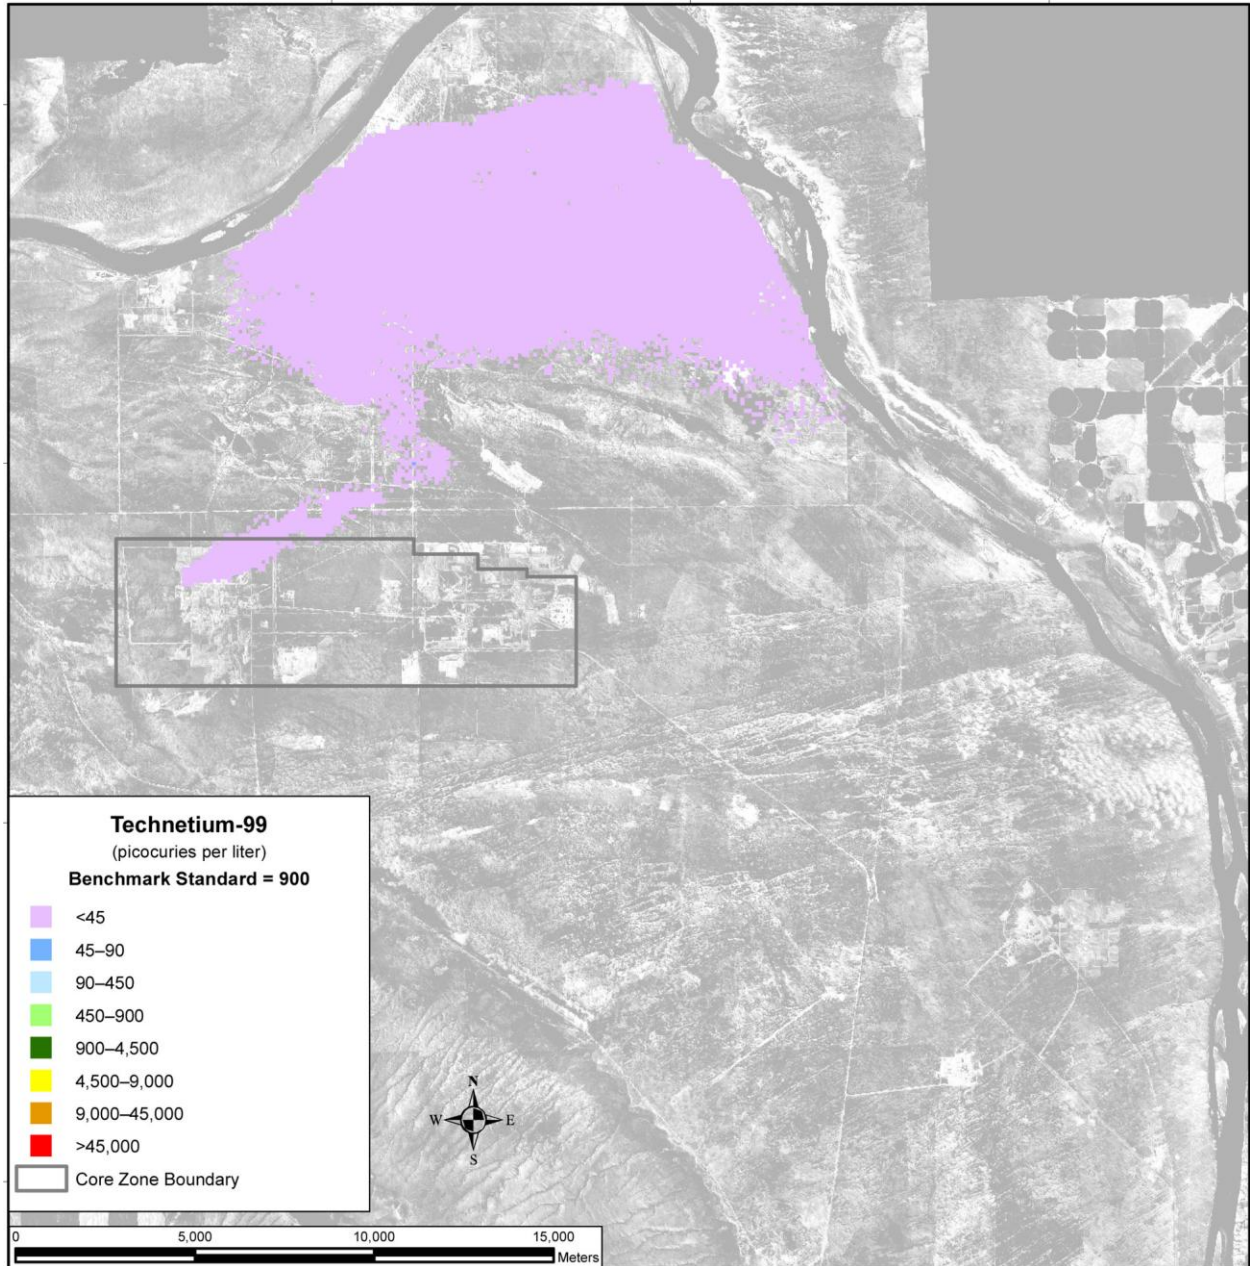 Technetium-99
(picocuries per liter)
Benchmark Standard = 900
<45
45–90
90–450
450–900
900–4,500
4,500–9,000
9,000–45,000
>45,000
Core Zone Boundary
N
W E
S
0 5,000 10,000 15,000
Meters